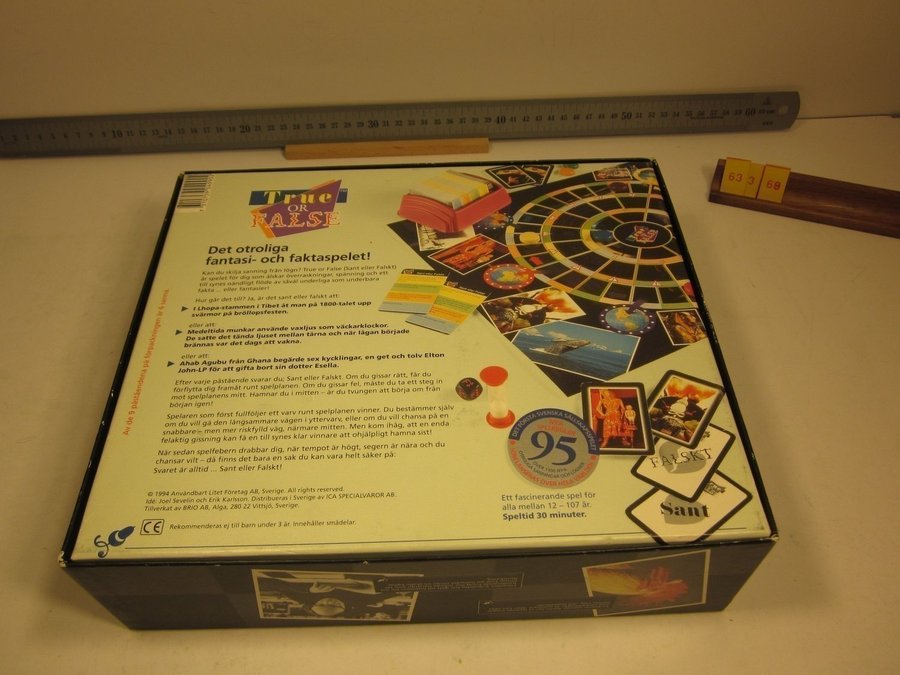 10 20 30 40 50 60
63 3 68
True
OR
FALSE
Det otroliga
fantasi- och faktaspelet!
Kan du skilja sanning från lögn? True or False (Sant eller Falskt)
är spelet för dig som älskar överraskningar, spänning och ett
till synes oändligt flöde av såväl underliga som underbara
fakta ... eller fantasier!
Hur går det till? Ja, är det sant eller falskt att:
I Lhopa-stammen i Tibet åt man på 1800-talet upp
svärmor på bröllopsfesten.
eller att:
Medeltida munkar använde vaxljus som väckarklockor.
De satte det tända ljuset mellan tårna och när lågan började
brännas var det dags att vakna.
eller att:
Ahab Agubu från Ghana begärde sex kycklingar, en get och tolv Elton
John-LP för att gifta bort sin dotter Esella.
Efter varje påstående svarar du; Sant eller Falskt. Om du gissar rätt, får du
förflytta dig framåt runt spelplanen. Om du gissar fel, måste du ta ett steg in
mot spelplanens mitt. Hamnar du i mitten – är du tvungen att börja om från
början igen!
Spelaren som först fullföljer ett varv runt spelplanen vinner. Du bestämmer själv
om du vill gå den långsammare vägen i ytterv­arv, eller om du vill chansa på en
snabbare – men mer riskfylld väg, närmare mitten. Men kom ihåg, att en enda
felaktig gissning kan få en till synes klar vinnare att ohjälpligt hamna sist!
När sedan spelfebern drabbar dig, när tempot är högt, segern är nära och du
chansar vilt – då finns det bara en sak du kan vara helt säker på:
Svaret är alltid ... Sant eller Falskt!
© 1994 Användbart Litet Företag AB, Sverige. All rights reserved.
Idé: Joel Sevelin och Erik Karlsson. Distribueras i Sverige av ICA SPECIALVAROR AB.
Tillverkat av BRIO AB, Alga, 280 22 Vittsjö, Sverige.
CE
Rekommenderas ej till barn under 3 år. Innehåller smådelar.
95
Ett fascinerande spel för
alla mellan 12 – 107 år.
Speltid 30 minuter.
FALSKT
Sant